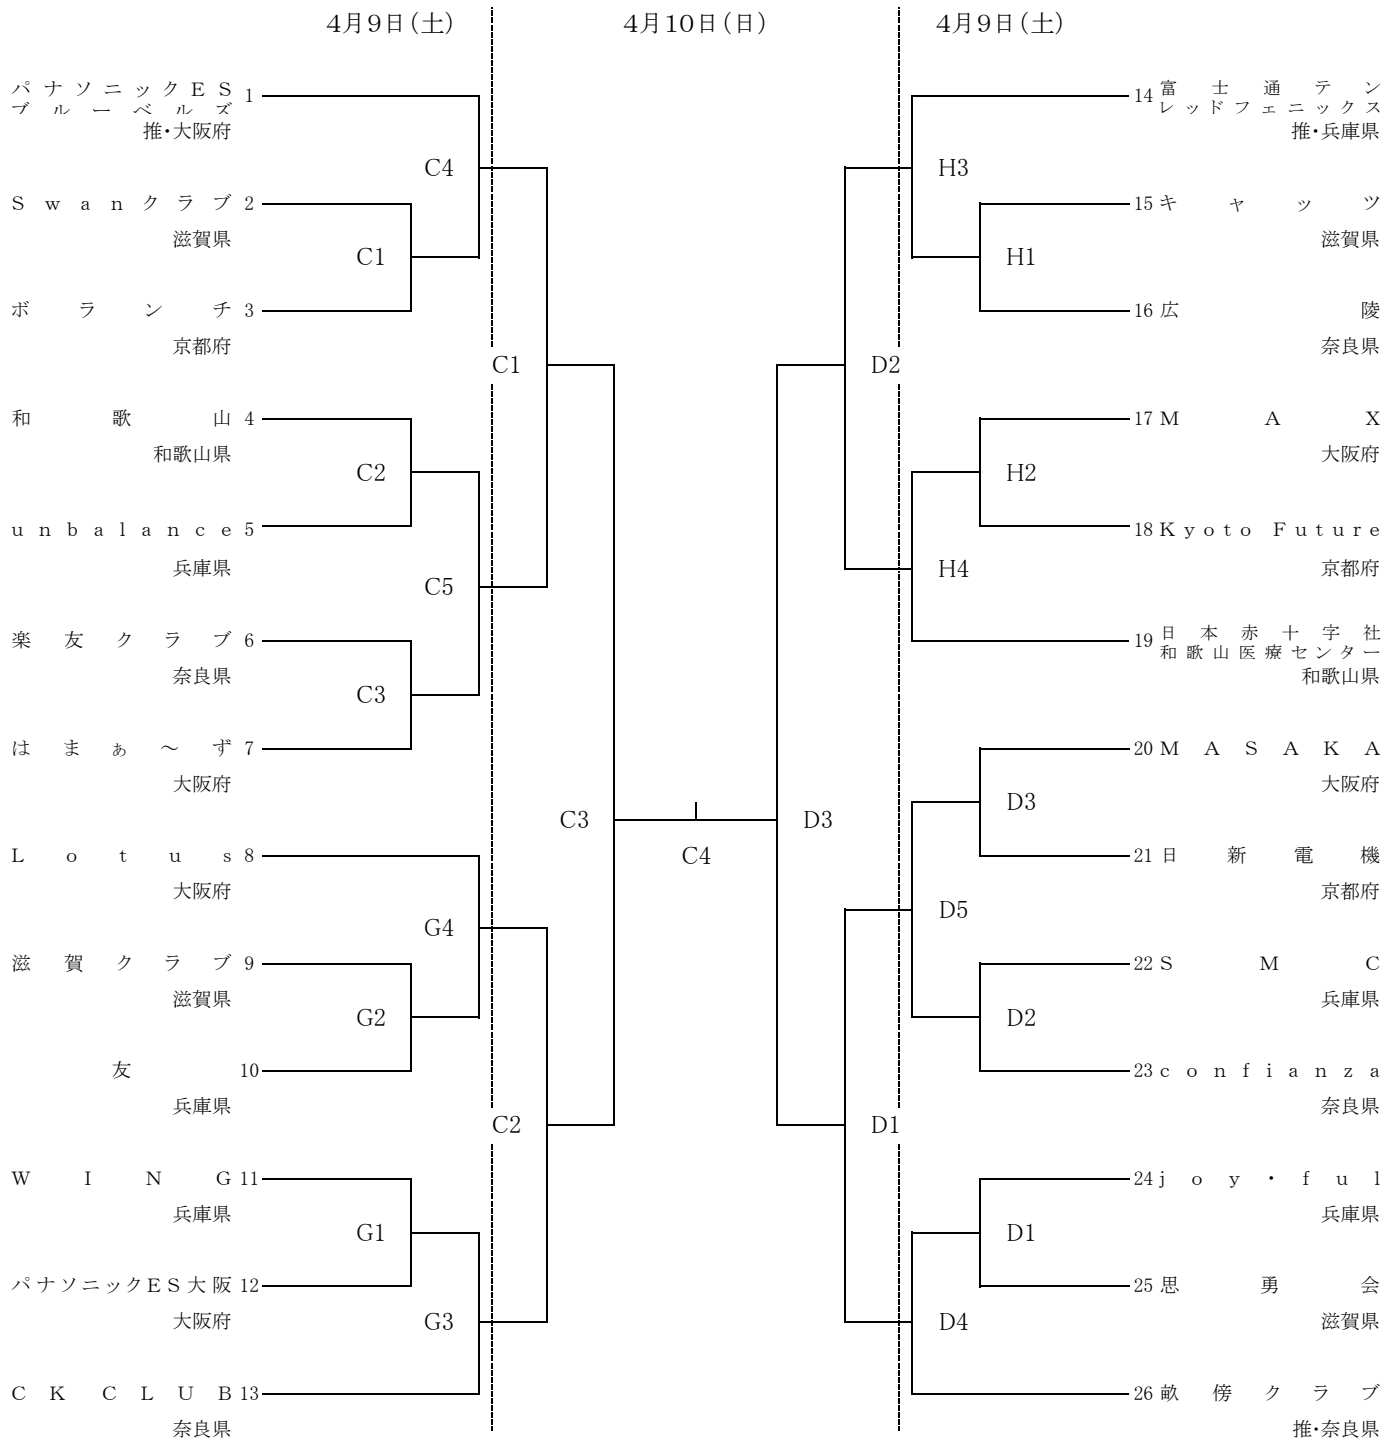 4月9日(土) 4月10日(日) 4月9日(土)
パナソニックES
ブルーベルズ 1
推・大阪府
C4
Swanクラブ 2
滋賀県
C1
ボランチ 3
京都府
C1
和歌山 4
和歌山県
C2
unbalance 5
兵庫県
C5
楽友クラブ 6
奈良県
C3
はまぁ〜ず 7
大阪府
C3
C4
D3
Lotus 8
大阪府
G4
滋賀クラブ 9
滋賀県
G2
友 10
兵庫県
C2
WING 11
兵庫県
G1
パナソニックES大阪 12
大阪府
G3
CK CLUB 13
奈良県
14 富士通テン
レッドフェニックス
推・兵庫県
H3
15 キャッツ
滋賀県
H1
16 広陵
奈良県
D2
17 MAX
大阪府
H2
18 Kyoto Future
京都府
H4
19 日本赤十字社
和歌山医療センター
和歌山県
20 MASAKA
大阪府
D3
21 日新電機
京都府
D5
22 SMC
兵庫県
D2
23 confianza
奈良県
D1
24 joy・ful
兵庫県
D1
25 思勇会
滋賀県
D4
26 畝傍クラブ
推・奈良県